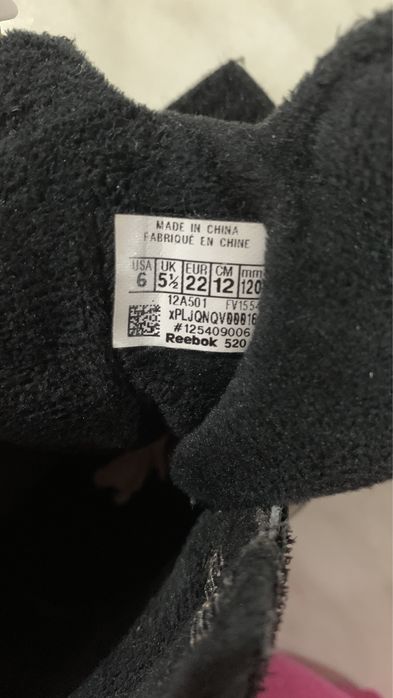 MADE IN CHINA
FABRIQUÉ EN CHINE
USA UK EUR CM mm
6 5½ 22 12 120
12A501 FV155
#125409006
Reebok 520